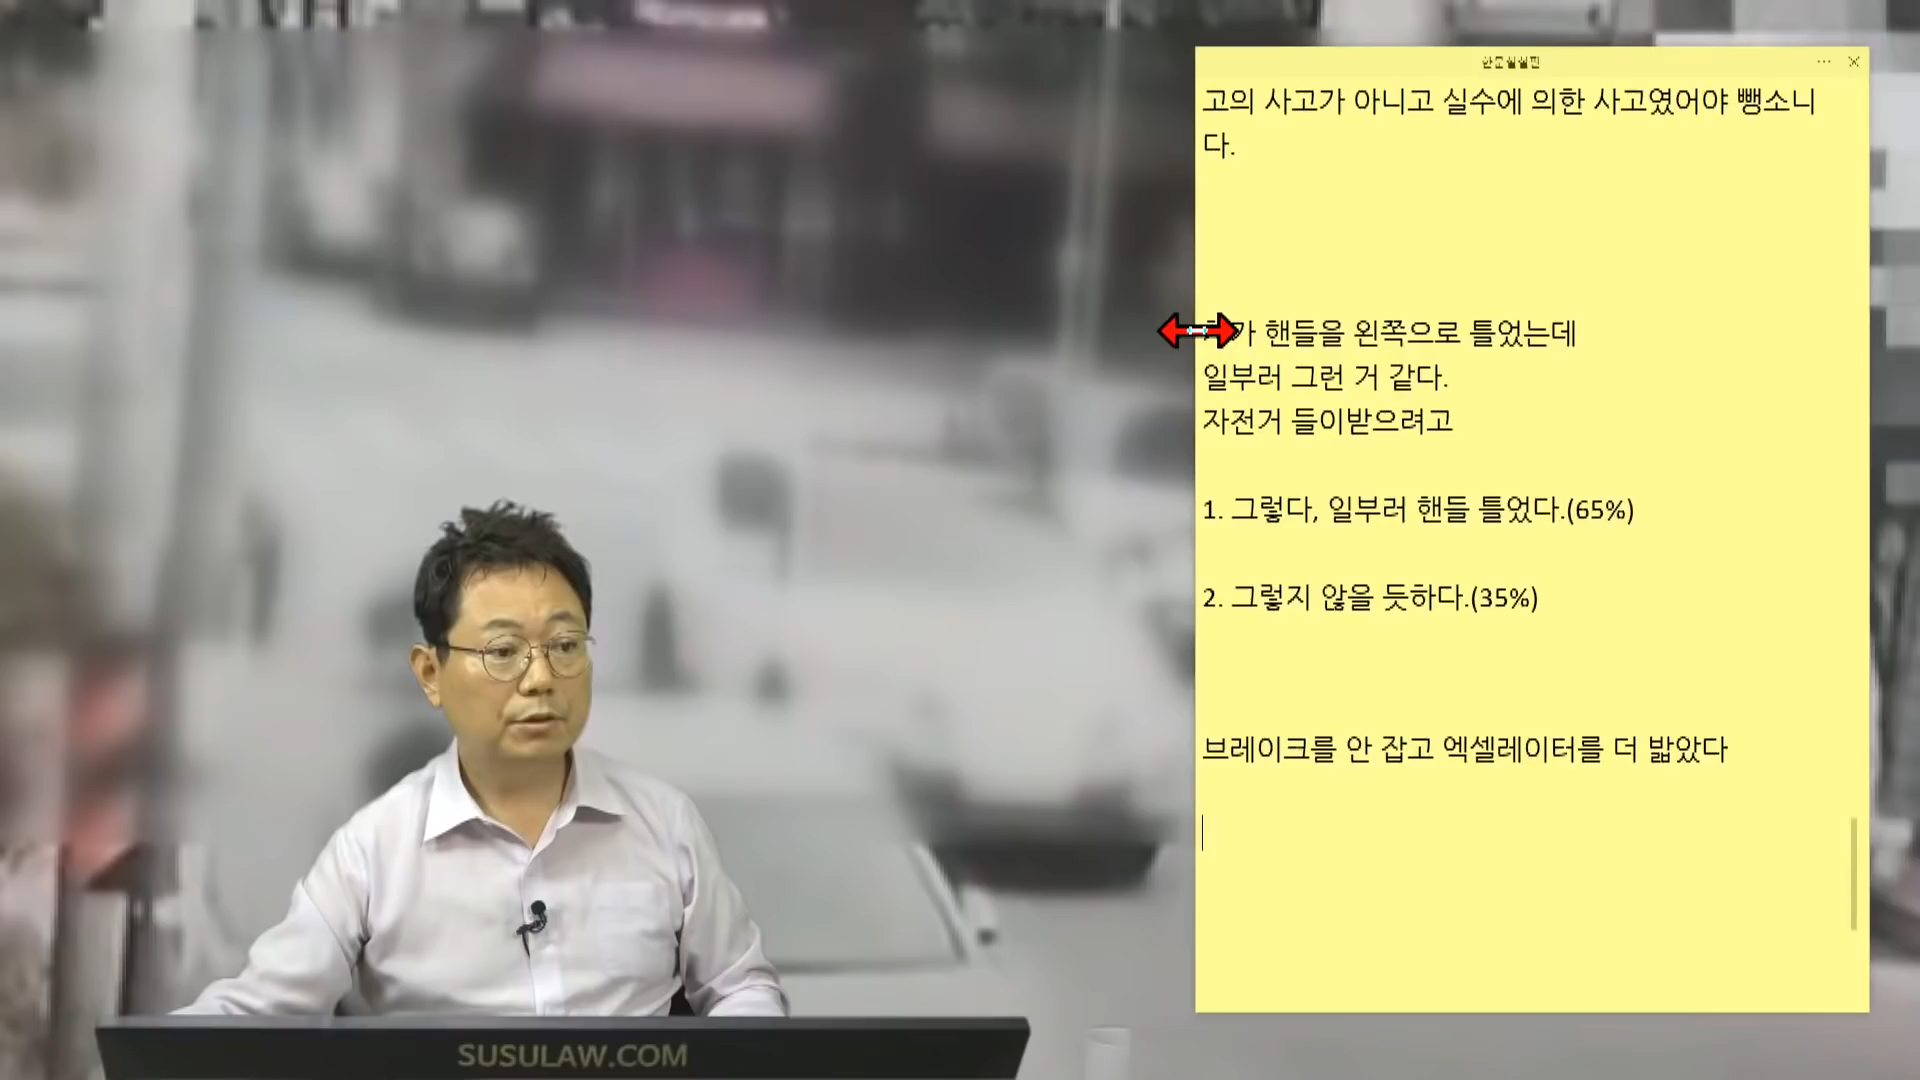 고의 사고가 아니고 실수에 의한 사고였어야 뺑소니
다.
핸들을 왼쪽으로 틀었는데
일부러 그런 거 같다.
자전거 들이받으려고
1. 그렇다, 일부러 핸들 틀었다.(65%)
2. 그렇지 않을 듯하다.(35%)
브레이크를 안 잡고 엑셀레이터를 더 밟았다
SUSULAW.COM